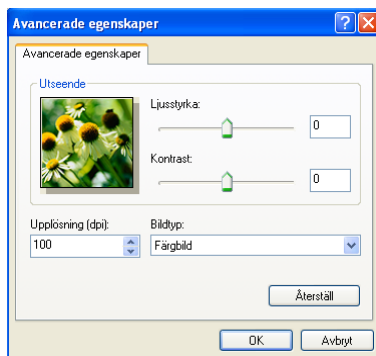 Avancerade egenskaper
Avancerade egenskaper
Utseende
Ljusstyrka:
0
Kontrast:
0
Upplösning (dpi): Bildtyp:
100 Färgbild
Återställ
OK Avbryt